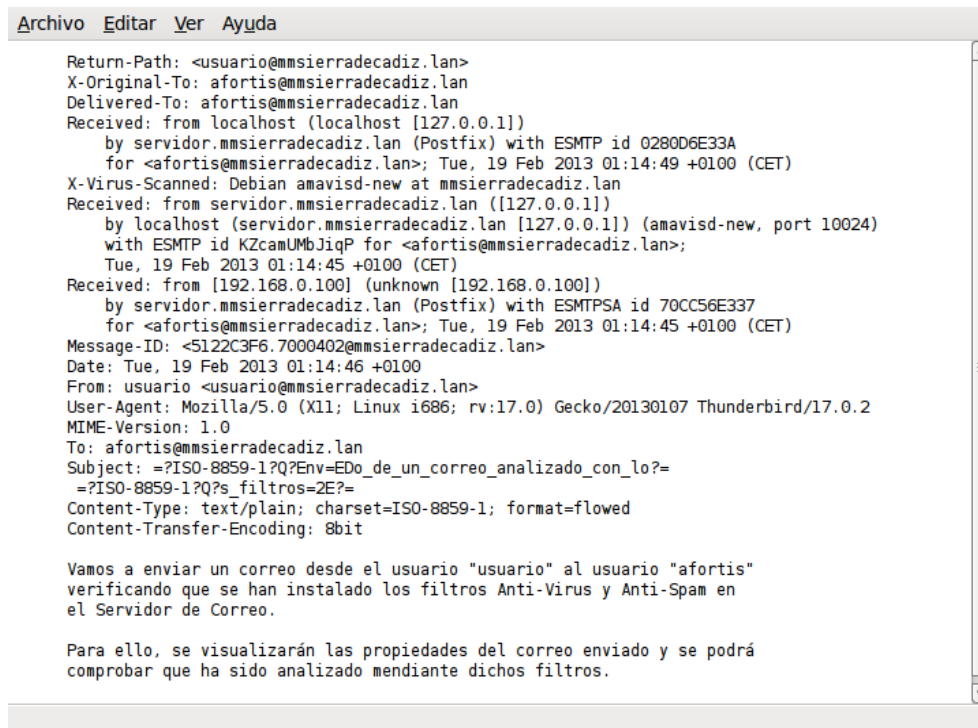 Archivo Editar Ver Ayuda
Return-Path: <usuario@mmsierradecadiz.lan>
X-Original-To: afortis@mmsierradecadiz.lan
Delivered-To: afortis@mmsierradecadiz.lan
Received: from localhost (localhost [127.0.0.1])
by servidor.mmsierradecadiz.lan (Postfix) with ESMTP id 0280D6E33A
for <afortis@mmsierradecadiz.lan>; Tue, 19 Feb 2013 01:14:49 +0100 (CET)
X-Virus-Scanned: Debian amavisd-new at mmsierradecadiz.lan
Received: from servidor.mmsierradecadiz.lan ([127.0.0.1])
by localhost (servidor.mmsierradecadiz.lan [127.0.0.1]) (amavisd-new, port 10024)
with ESMTP id KZcamUMbJiqP for <afortis@mmsierradecadiz.lan>;
Tue, 19 Feb 2013 01:14:45 +0100 (CET)
Received: from [192.168.0.100] (unknown [192.168.0.100])
by servidor.mmsierradecadiz.lan (Postfix) with ESMTPSA id 70CC56E337
for <afortis@mmsierradecadiz.lan>; Tue, 19 Feb 2013 01:14:45 +0100 (CET)
Message-ID: <5122C3F6.7000402@mmsierradecadiz.lan>
Date: Tue, 19 Feb 2013 01:14:46 +0100
From: usuario <usuario@mmsierradecadiz.lan>
User-Agent: Mozilla/5.0 (X11; Linux i686; rv:17.0) Gecko/20130107 Thunderbird/17.0.2
MIME-Version: 1.0
To: afortis@mmsierradecadiz.lan
Subject: =?ISO-8859-1?Q?Env=EDo_de_un_correo_analizado_con_lo?=
=?ISO-8859-1?Q?s_filtros=2E?=
Content-Type: text/plain; charset=ISO-8859-1; format=flowed
Content-Transfer-Encoding: 8bit
Vamos a enviar un correo desde el usuario "usuario" al usuario "afortis"
verificando que se han instalado los filtros Anti-Virus y Anti-Spam en
el Servidor de Correo.
Para ello, se visualizarán las propiedades del correo enviado y se podrá
comprobar que ha sido analizado mendiante dichos filtros.